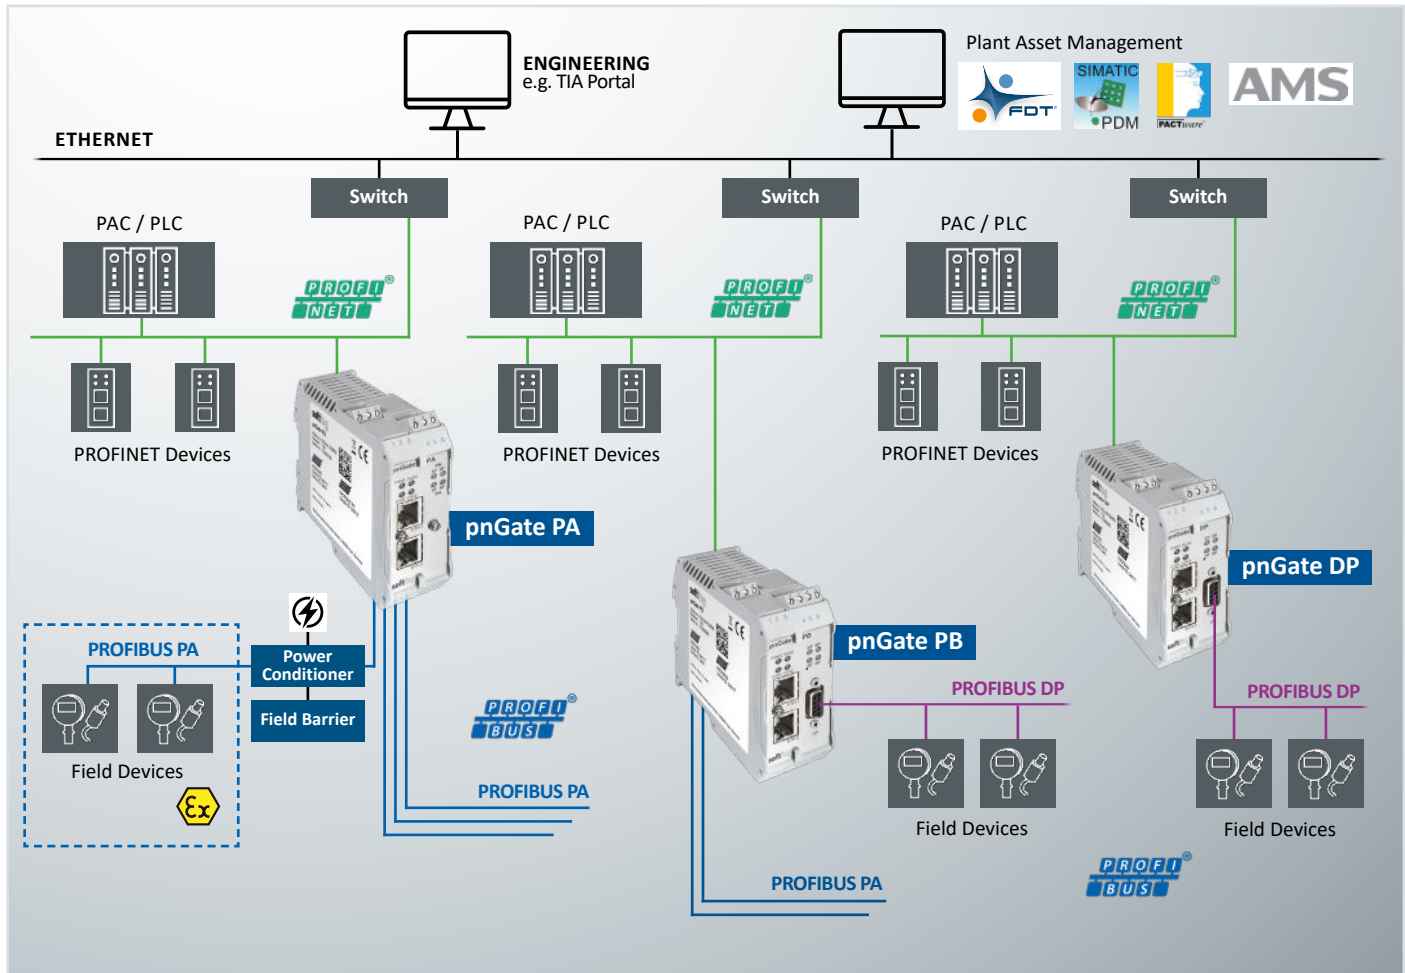 ENGINEERING
e.g. TIA Portal
Plant Asset Management
FDT
SIMATIC
PDM
PACTware
AMS
ETHERNET
Switch
Switch
Switch
PAC / PLC
PAC / PLC
PAC / PLC
PROFI®
NET
PROFI®
NET
PROFI®
NET
PROFINET Devices
PROFINET Devices
PROFINET Devices
pnGate PA
pnGate DP
pnGate PB
PROFIBUS PA
Power
Conditioner
Field Barrier
Field Devices
Ex
PROFI®
BUS
PROFIBUS PA
PROFIBUS DP
Field Devices
PROFIBUS DP
Field Devices
PROFIBUS PA
PROFI®
BUS